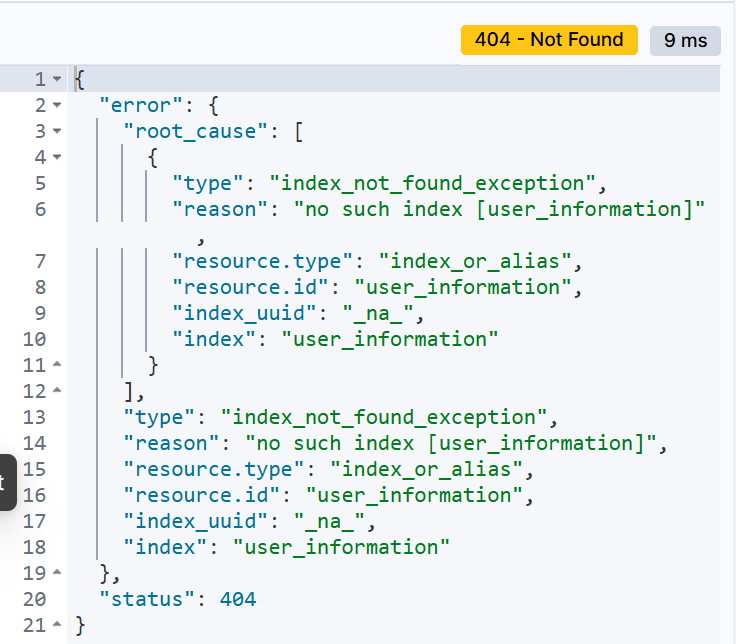 404 - Not Found 9 ms
1 {
2 "error": {
3 "root_cause": [
4 {
5 "type": "index_not_found_exception",
6 "reason": "no such index [user_information]"
,
7 "resource.type": "index_or_alias",
8 "resource.id": "user_information",
9 "index_uuid": "_na_",
10 "index": "user_information"
11 }
12 ],
13 "type": "index_not_found_exception",
14 "reason": "no such index [user_information]",
t
15 "resource.type": "index_or_alias",
16 "resource.id": "user_information",
17 "index_uuid": "_na_",
18 "index": "user_information"
19 },
20 "status": 404
21 }